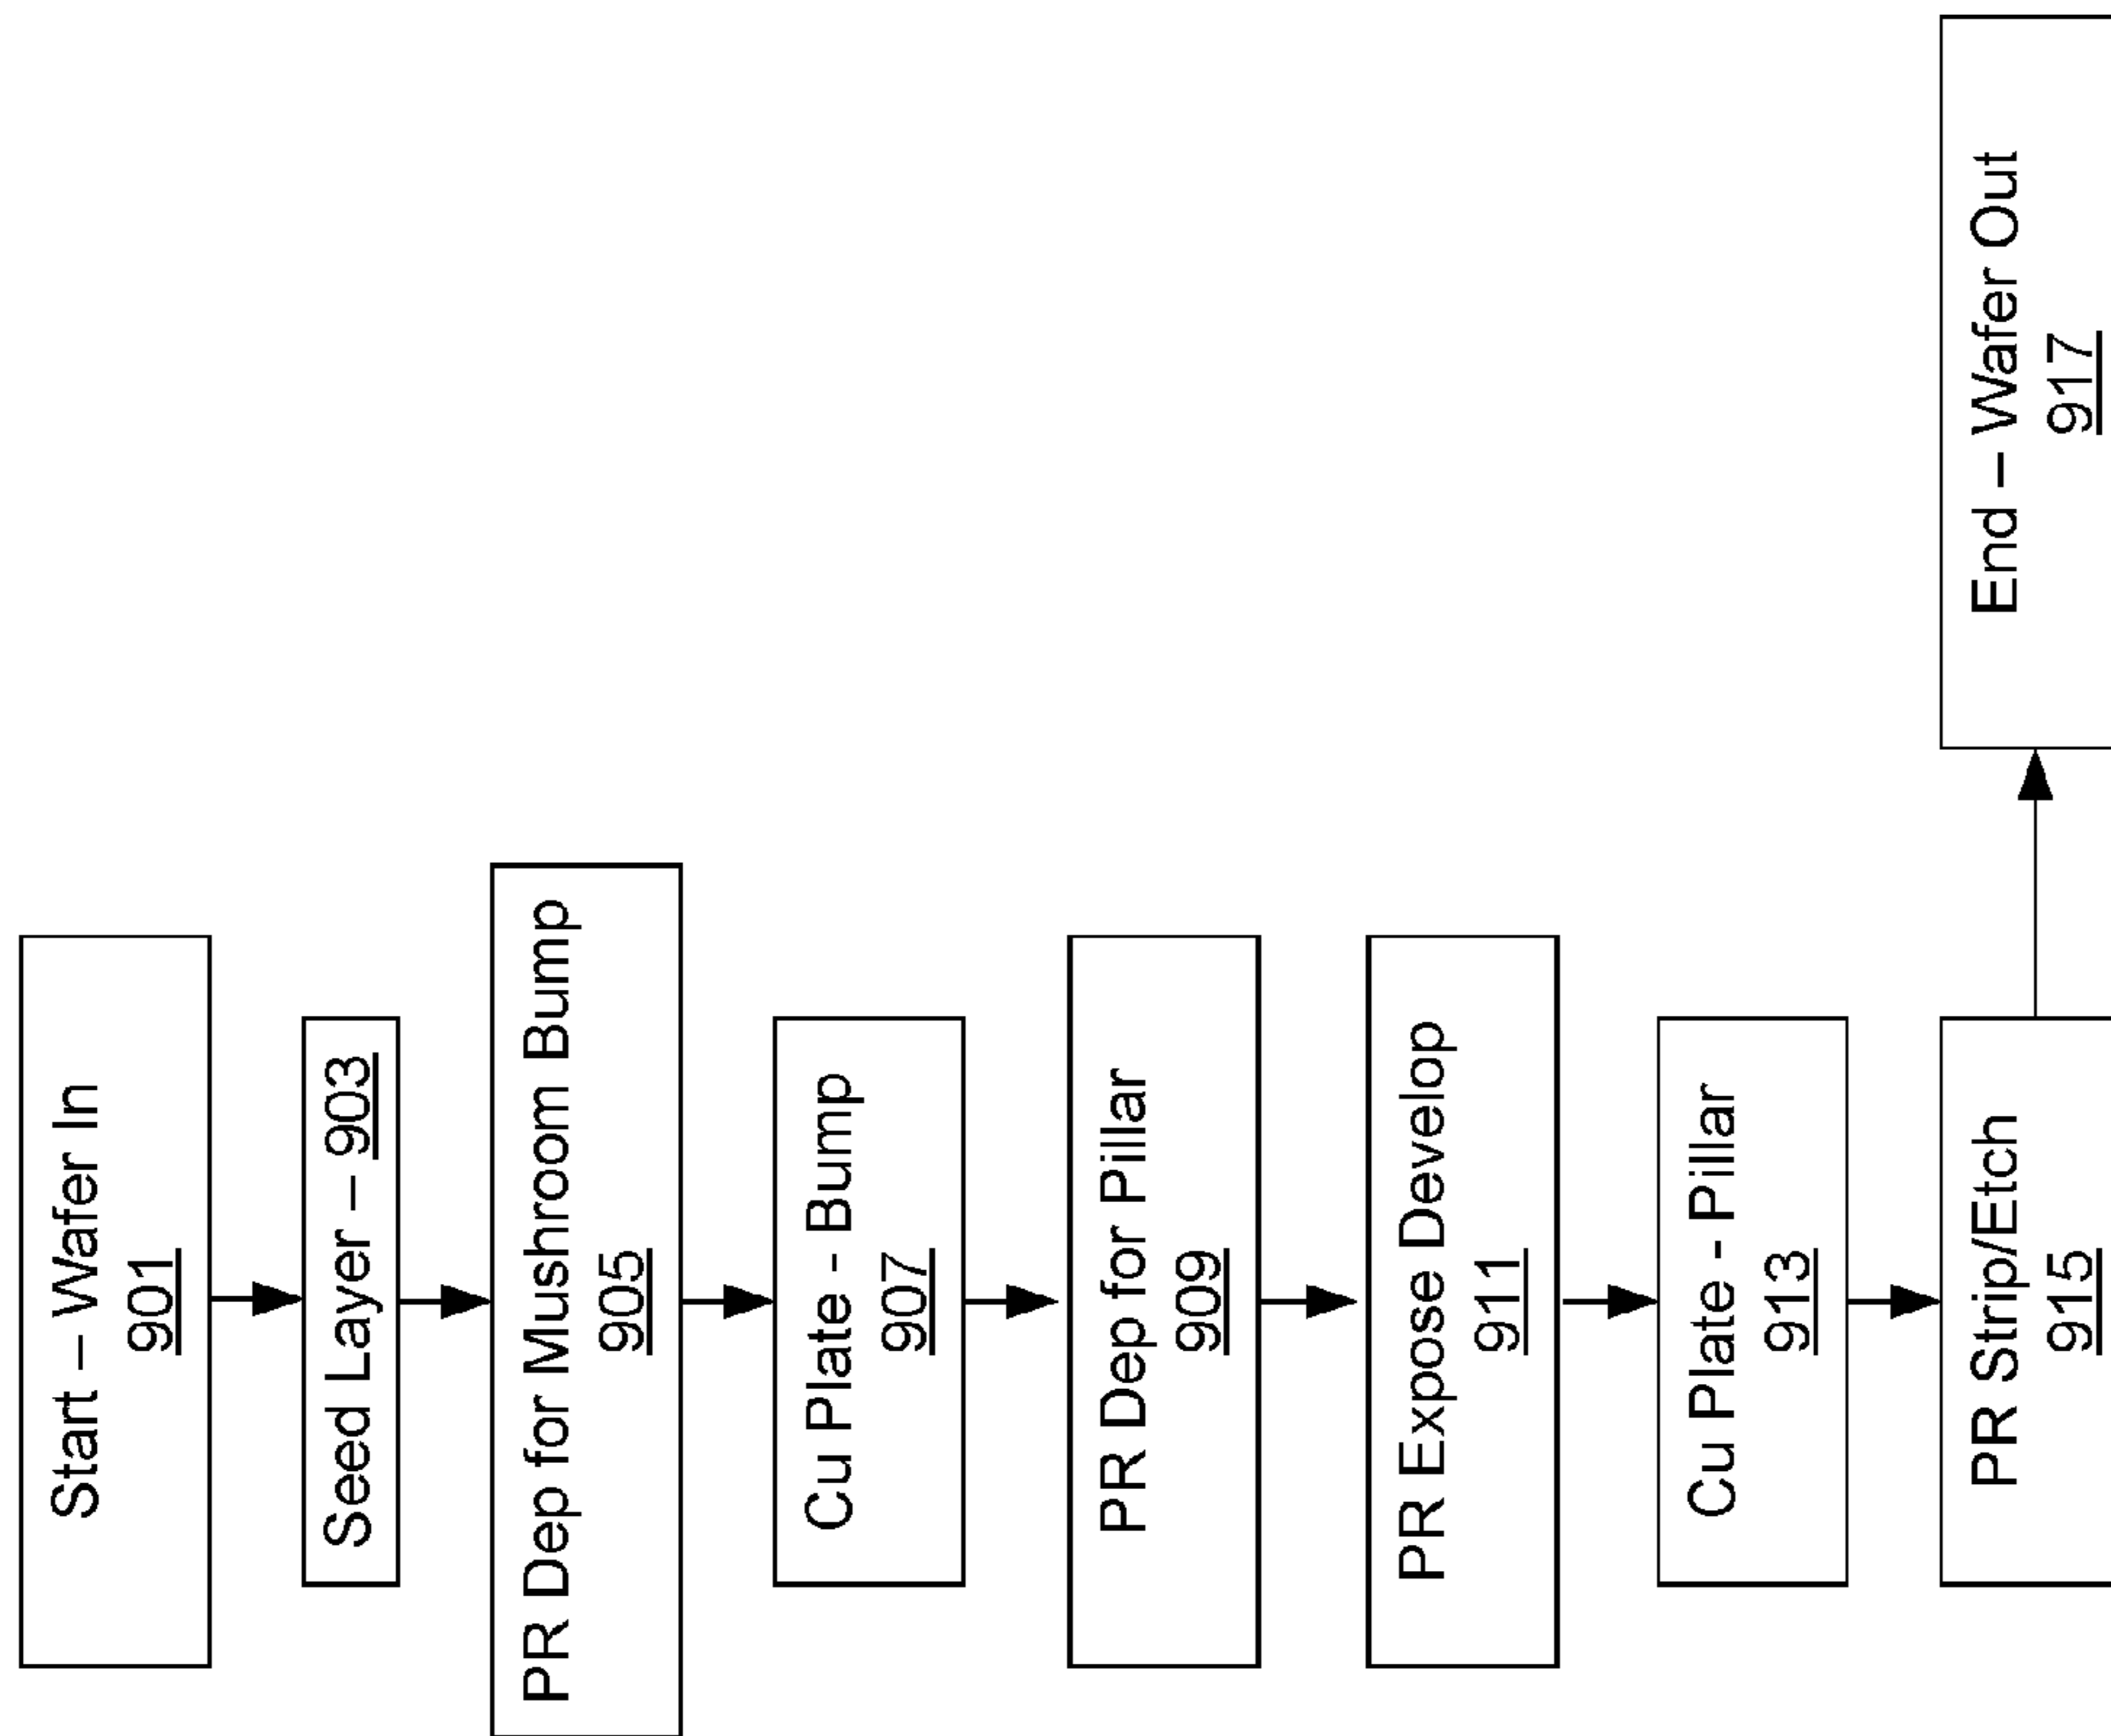 Start – Wafer In
901
Seed Layer – 903
PR Dep for Mushroom Bump
905
Cu Plate - Bump
907
PR Dep for Pillar
909
PR Expose Develop
911
Cu Plate - Pillar
913
PR Strip/Etch
915
End – Wafer Out
917